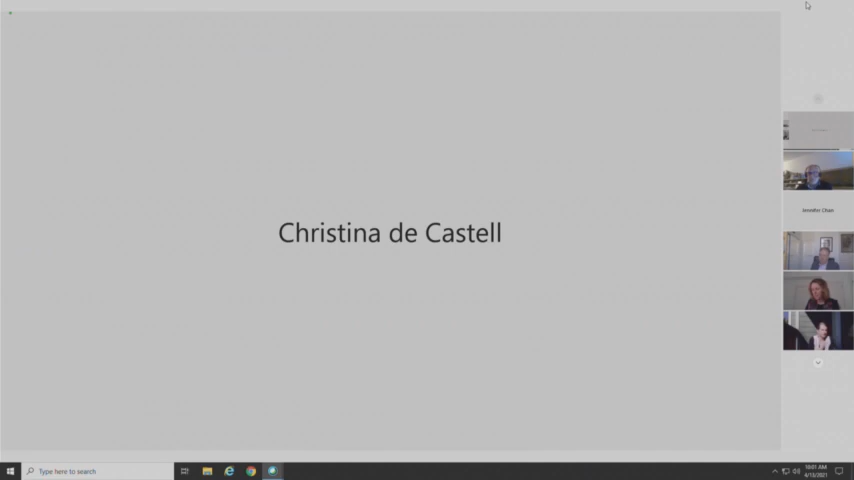 Christina de Castell
Jennifer Chan
Type here to search
10:01 AM
4/13/2021